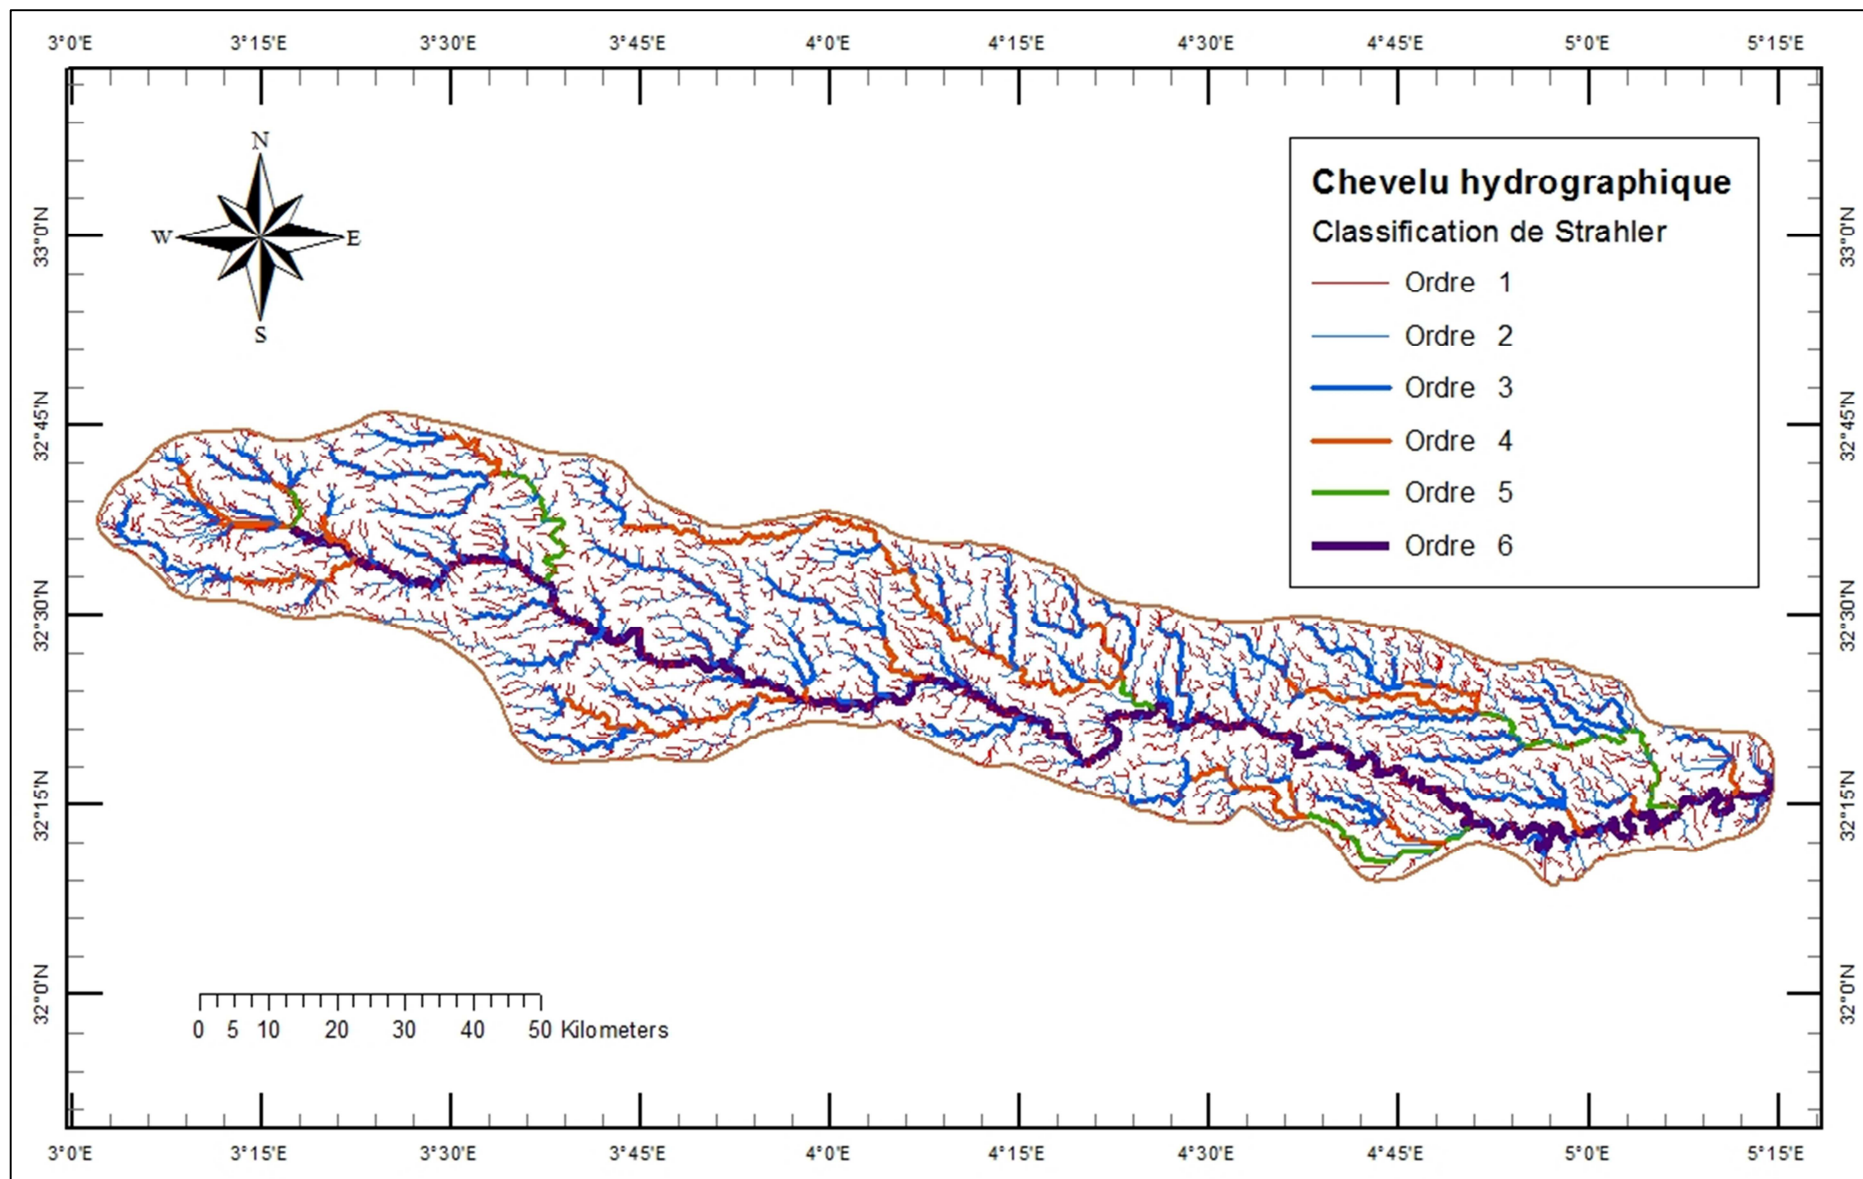 3°0'E 3°15'E 3°30'E 3°45'E 4°0'E 4°15'E 4°30'E 4°45'E 5°0'E 5°15'E
N
W E
S
Chevelu hydrographique
Classification de Strahler
Ordre 1
Ordre 2
Ordre 3
Ordre 4
Ordre 5
Ordre 6
33°0'N 33°0'N
32°45'N 32°45'N
32°30'N 32°30'N
32°15'N 32°15'N
32°0'N 32°0'N
0 5 10 20 30 40 50 Kilometers
3°0'E 3°15'E 3°30'E 3°45'E 4°0'E 4°15'E 4°30'E 4°45'E 5°0'E 5°15'E